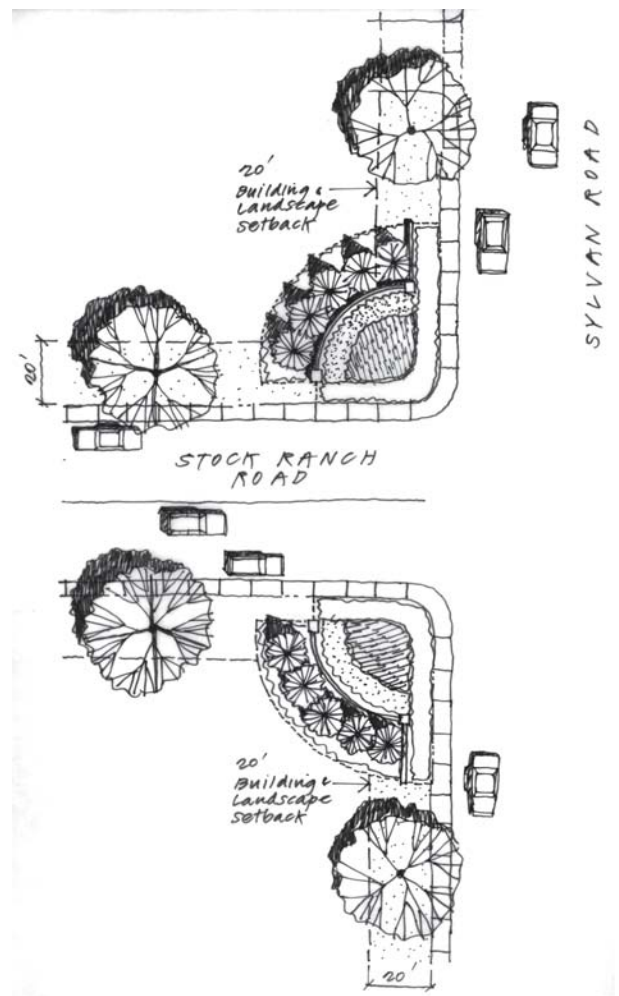 20'
Building &
Landscape
setback
SYLVAN ROAD
20'
STOCK RANCH
ROAD
20'
Building &
Landscape
setback
20'